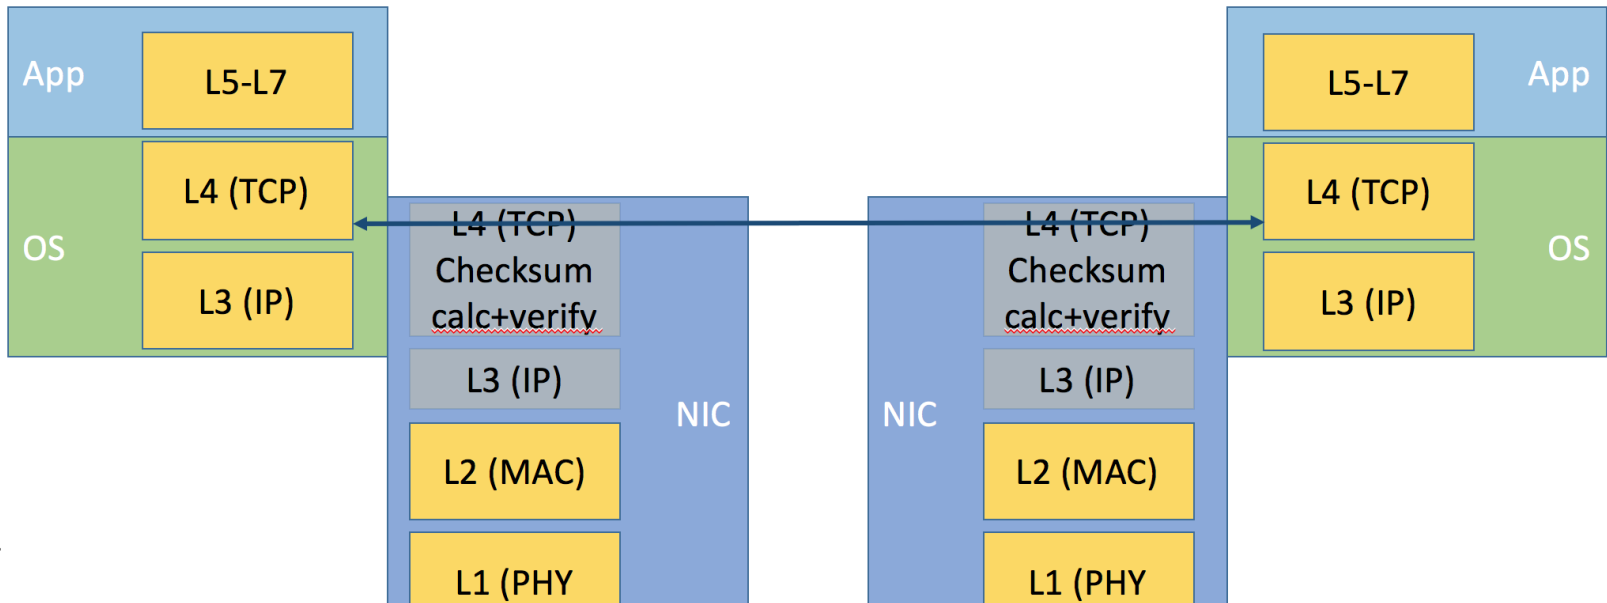 App
L5-L7
L4 (TCP)
OS
L3 (IP)
L4 (TCP)
Checksum
calc+verify
L3 (IP)
NIC
L2 (MAC)
L1 (PHY
L4 (TCP)
Checksum
calc+verify
L3 (IP)
NIC
L2 (MAC)
L1 (PHY
L5-L7
App
L4 (TCP)
OS
L3 (IP)